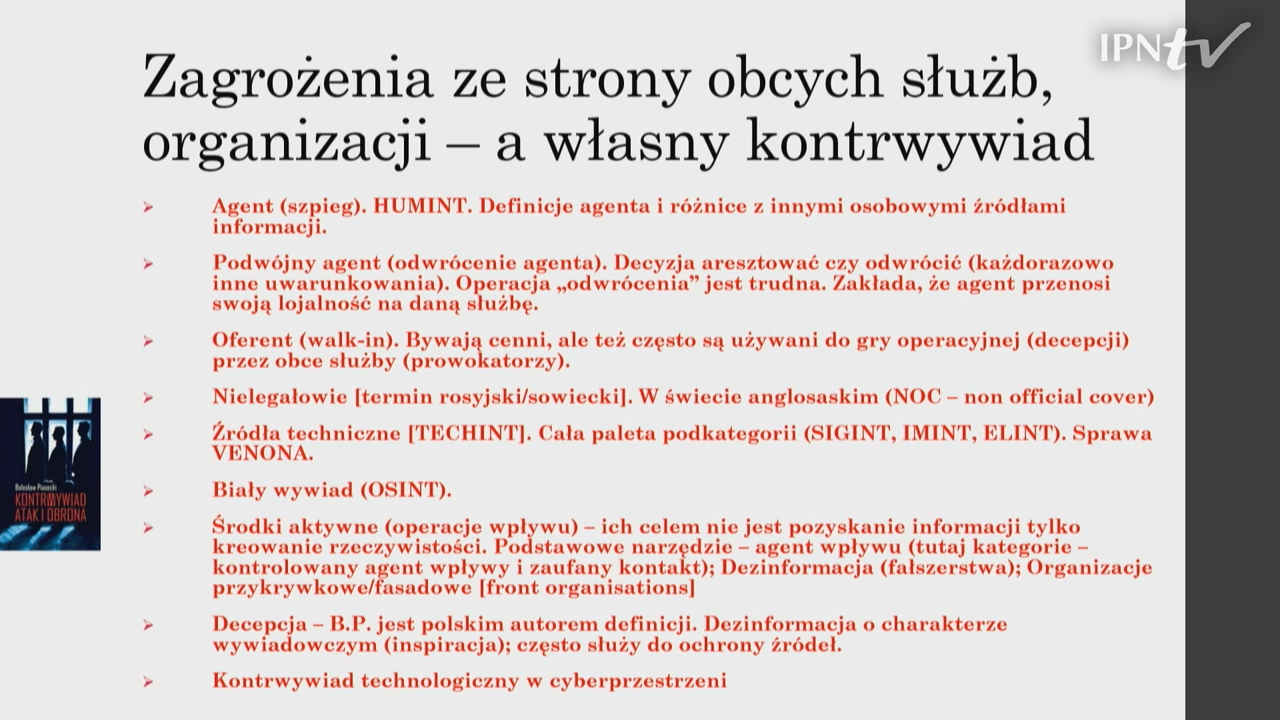 IPNtv
Zagrożenia ze strony obcych służb,
organizacji – a własny kontrwywiad
Agent (szpieg). HUMINT. Definicje agenta i różnice z innymi osobowymi źródłami
informacji.
Podwójny agent (odwrócenie agenta). Decyzja aresztować czy odwrócić (każdorazowo
inne uwarunkowania). Operacja „odwrócenia” jest trudna. Zakłada, że agent przenosi
swoją lojalność na daną służbę.
Oferent (walk-in). Bywają cenni, ale też często są używani do gry operacyjnej (decepcji)
przez obce służby (prowokatorzy).
Nielegałowie [termin rosyjski/sowiecki]. W świecie anglosaskim (NOC – non official cover)
Źródła techniczne [TECHINT]. Cała paleta podkategorii (SIGINT, IMINT, ELINT). Sprawa
VENONA.
Biały wywiad (OSINT).
Środki aktywne (operacje wpływu) – ich celem nie jest pozyskanie informacji tylko
kreowanie rzeczywistości. Podstawowe narzędzie – agent wpływu (tutaj kategorie –
kontrolowany agent wpływy i zaufany kontakt); Dezinformacja (fałszerstwa); Organizacje
przykrywkowe/fasadowe [front organisations]
Decepcja – B.P. jest polskim autorem definicji. Dezinformacja o charakterze
wywiadowczym (inspiracja); często służy do ochrony źródeł.
Kontrwywiad technologiczny w cyberprzestrzeni
Bolesław Piasecki
KONTRWYWIAD
ATAK I OBRONA